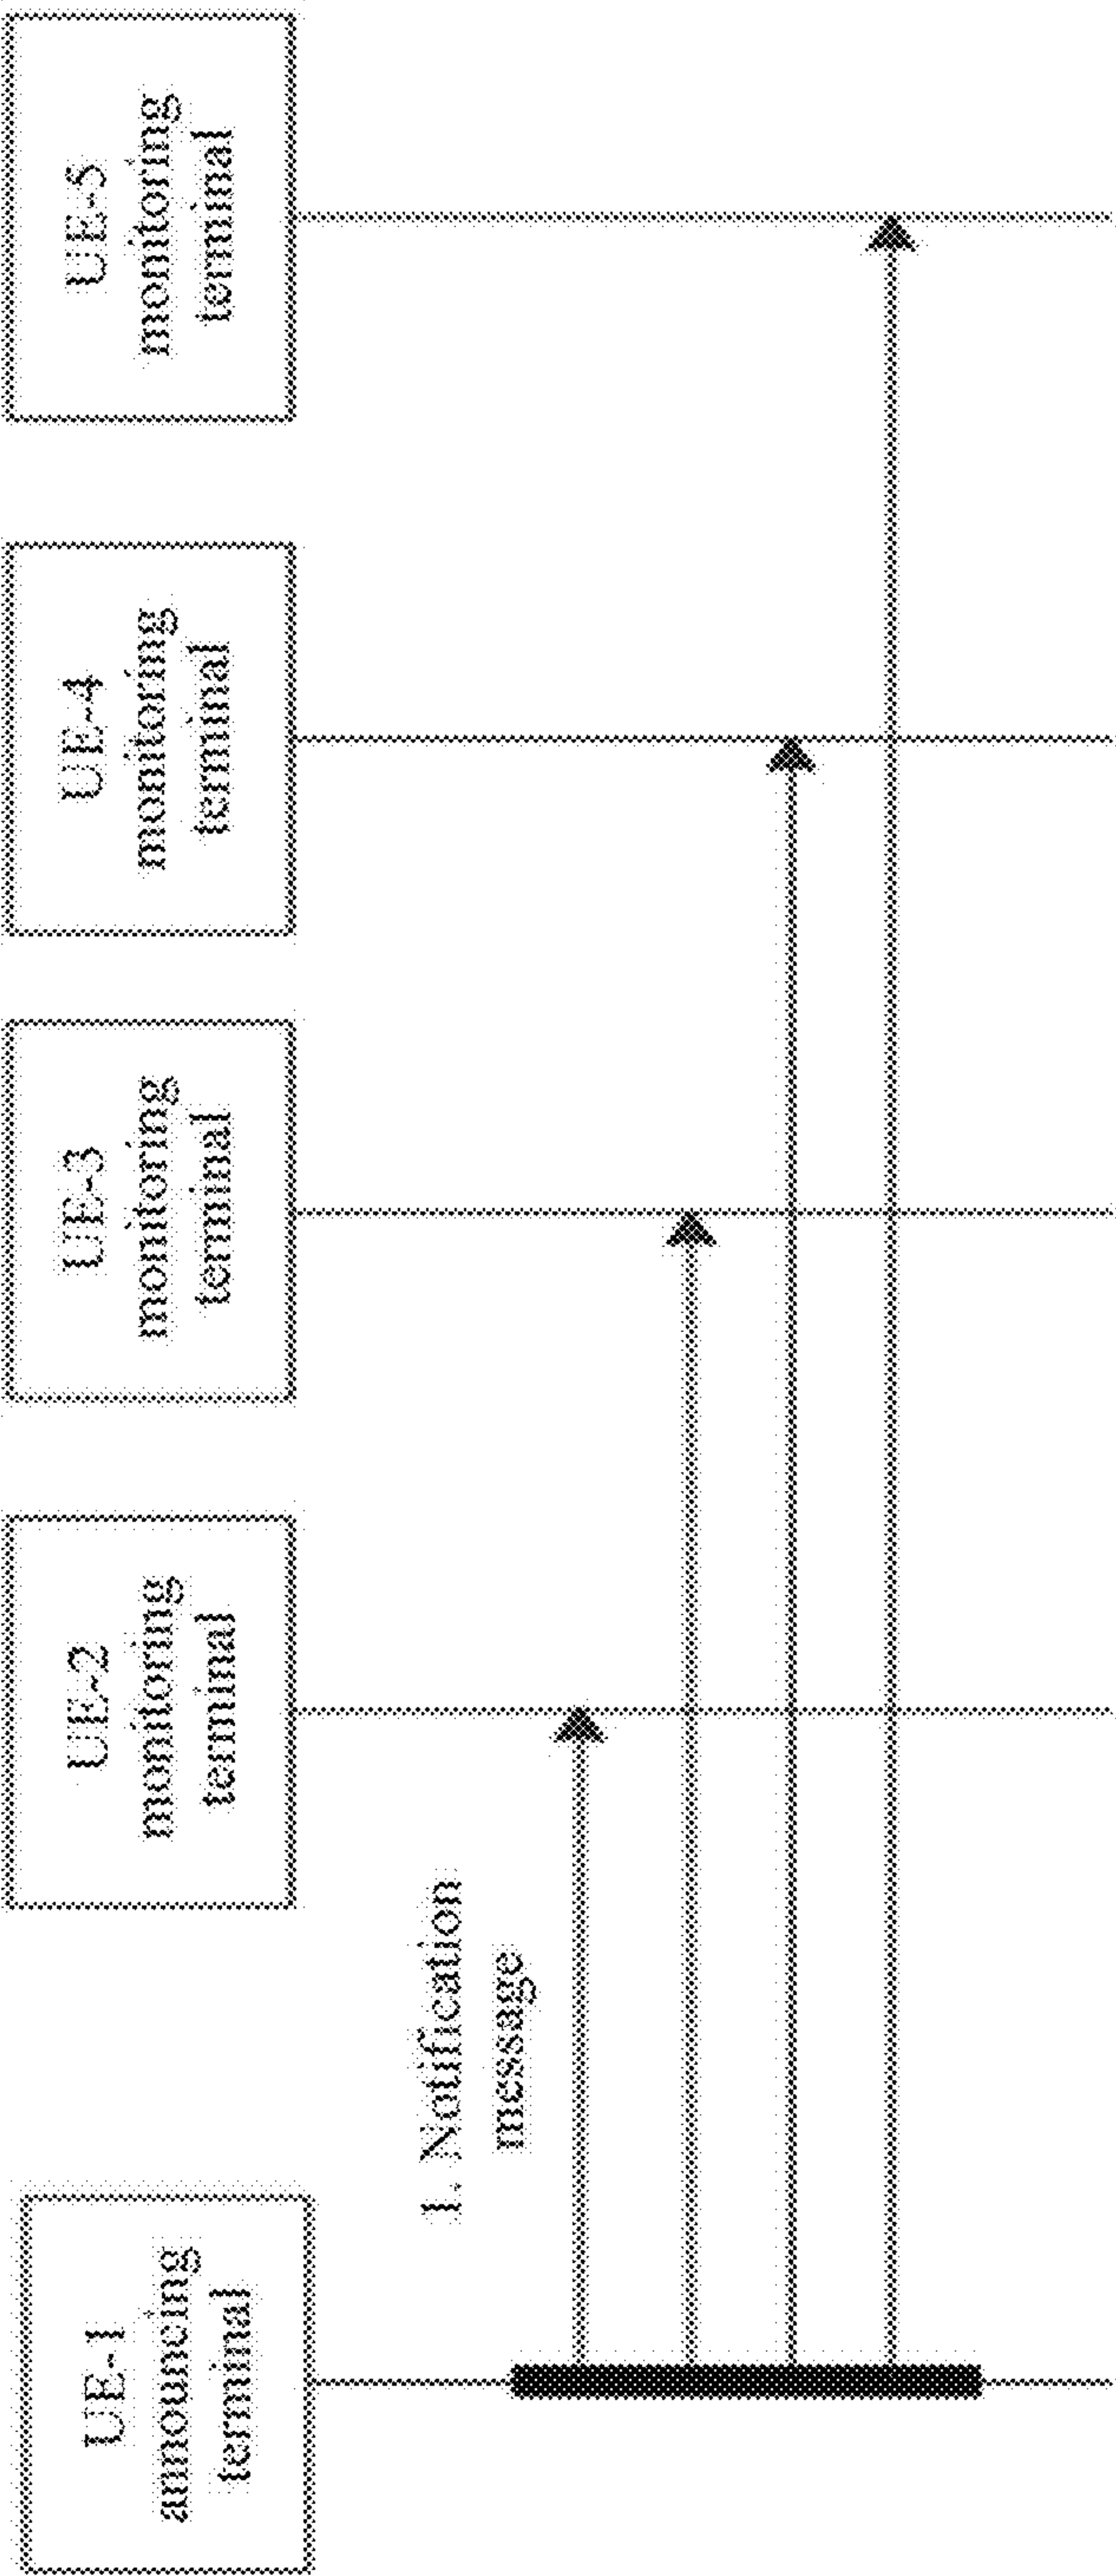 UE-1
announcing
terminal
1. Notification
message
UE-2
monitoring
terminal
UE-3
monitoring
terminal
UE-4
monitoring
terminal
UE-5
monitoring
terminal